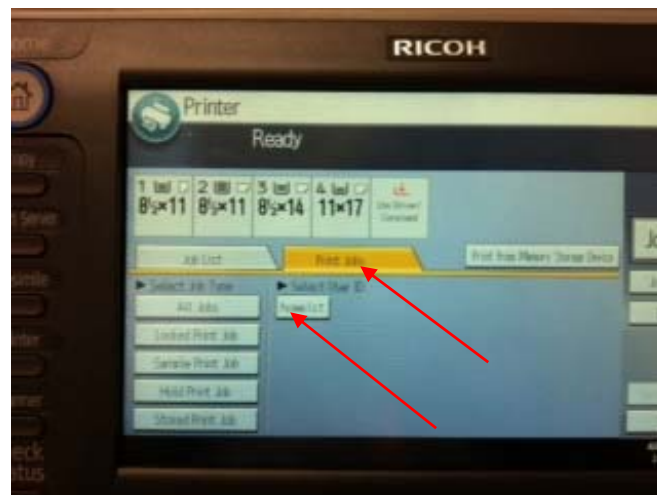 RICOH
Printer
Ready
1 2 3 4
8½×11 8½×11 8½×14 11×17
Job List Print Jobs Print from Memory Storage Device
▶ Select Job Type ▶ Select User ID
All Jobs
Locked Print Job
Sample Print Job
Hold Print Job
Stored Print Job